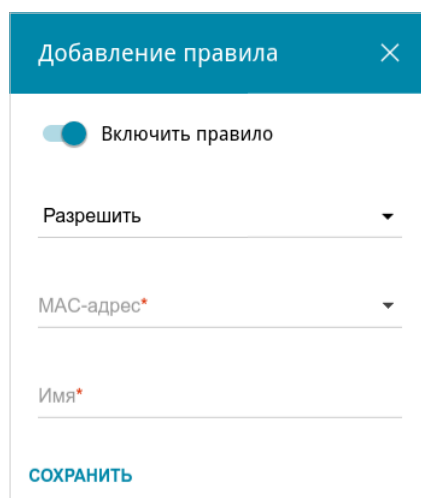 Добавление правила
Включить правило
Разрешить
MAC-адрес*
Имя*
СОХРАНИТЬ